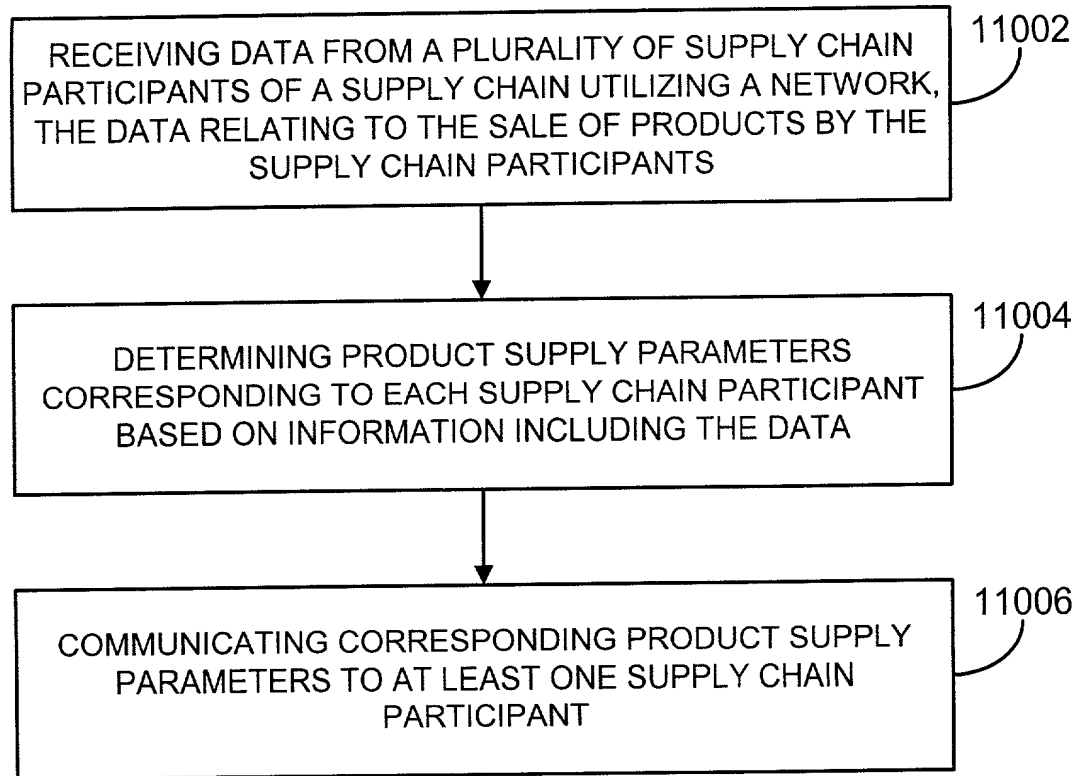 RECEIVING DATA FROM A PLURALITY OF SUPPLY CHAIN
PARTICIPANTS OF A SUPPLY CHAIN UTILIZING A NETWORK,
THE DATA RELATING TO THE SALE OF PRODUCTS BY THE
SUPPLY CHAIN PARTICIPANTS
11002
DETERMINING PRODUCT SUPPLY PARAMETERS
CORRESPONDING TO EACH SUPPLY CHAIN PARTICIPANT
BASED ON INFORMATION INCLUDING THE DATA
11004
COMMUNICATING CORRESPONDING PRODUCT SUPPLY
PARAMETERS TO AT LEAST ONE SUPPLY CHAIN
PARTICIPANT
11006